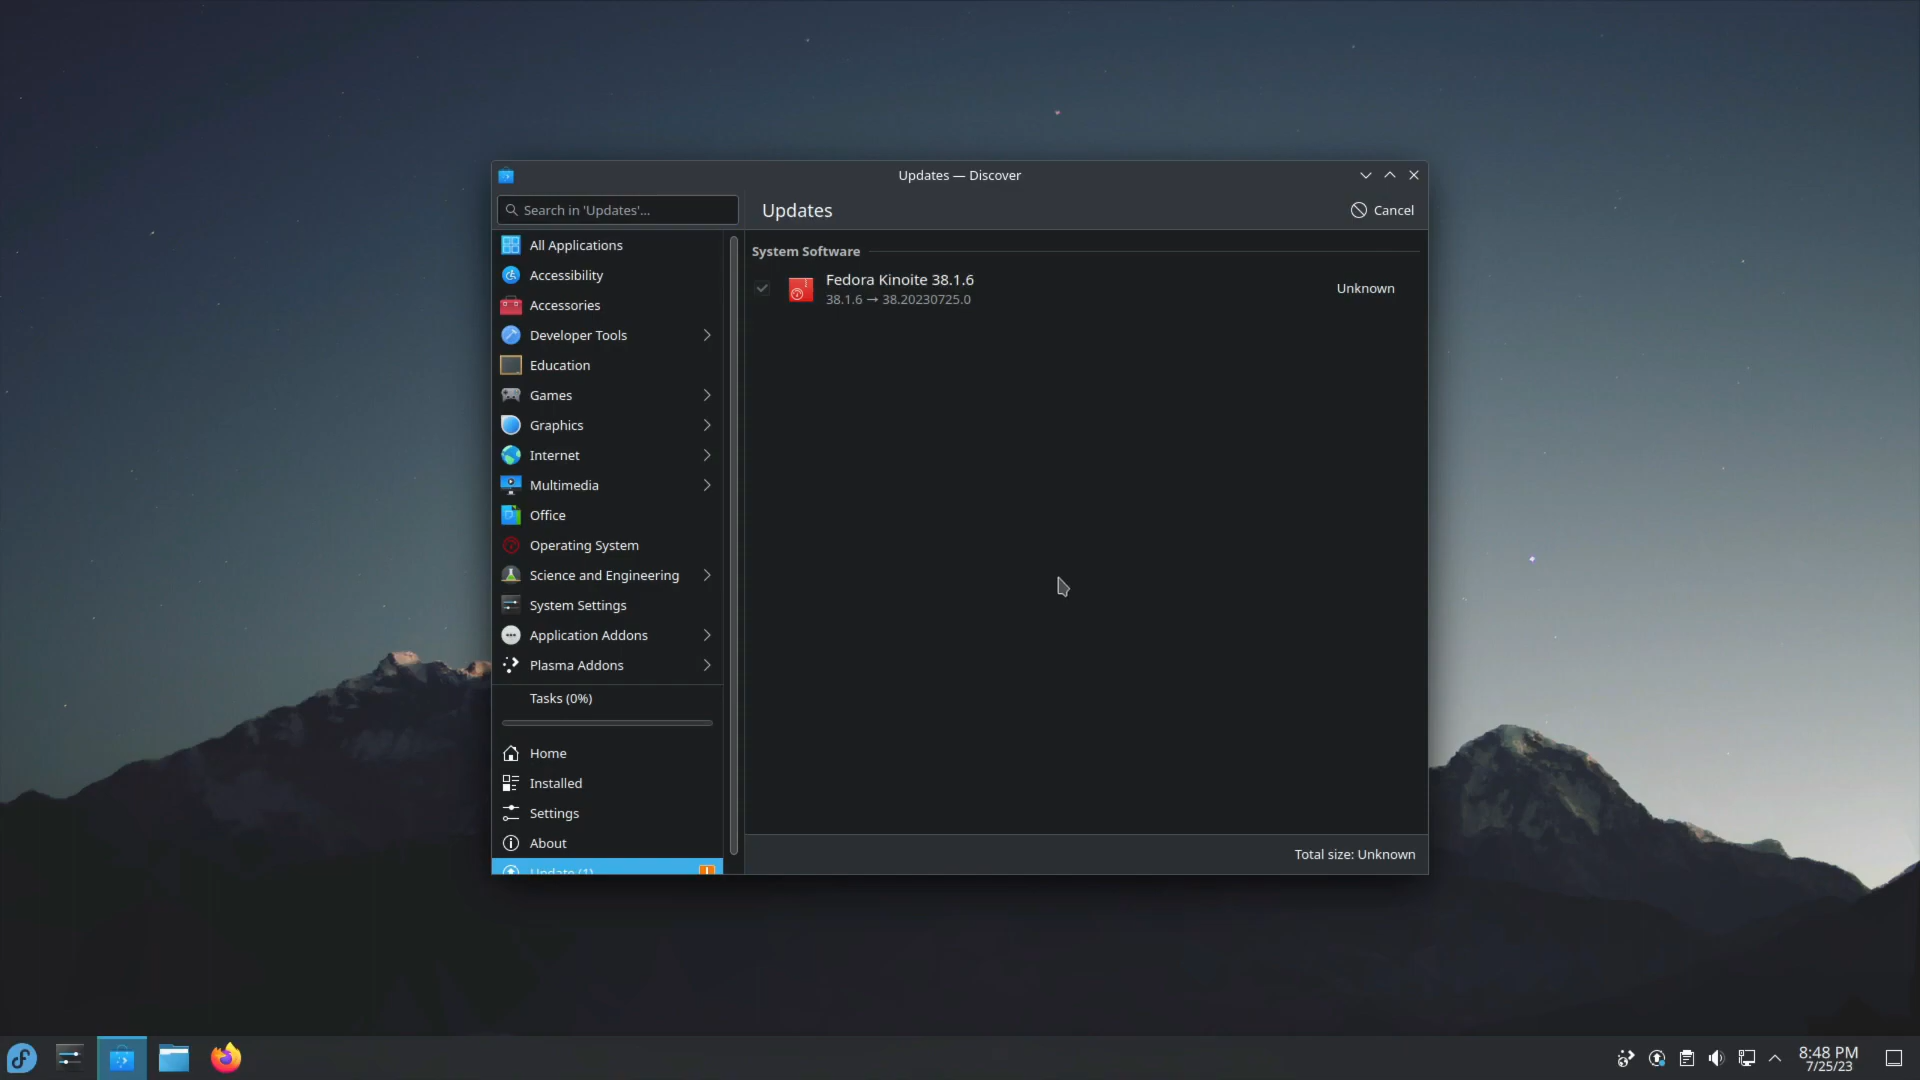 Updates — Discover
Search in 'Updates'...
Updates
Cancel
All Applications
Accessibility
Accessories
Developer Tools
Education
Games
Graphics
Internet
Multimedia
Office
Operating System
Science and Engineering
System Settings
Application Addons
Plasma Addons
Tasks (0%)
Home
Installed
Settings
About
Update (1)
System Software
Fedora Kinoite 38.1.6
38.1.6 → 38.20230725.0
Unknown
Total size: Unknown
8:48 PM
7/25/23